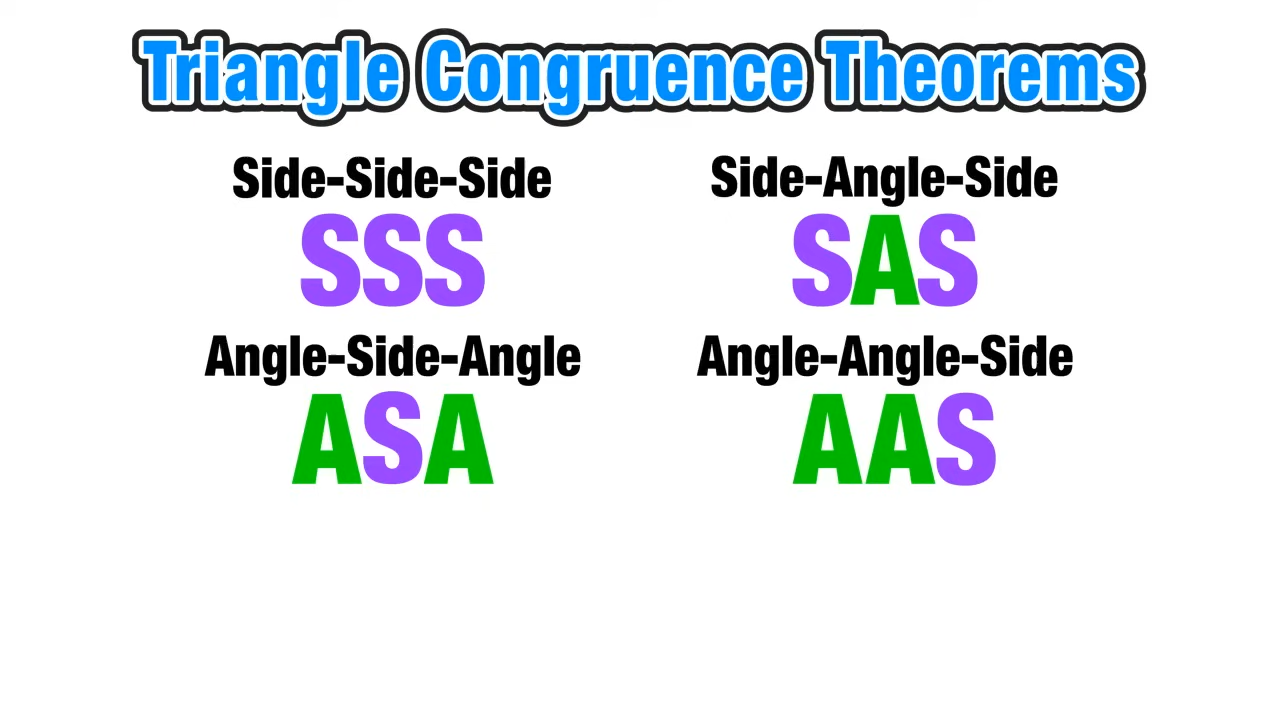 Triangle Congruence Theorems
Side-Side-Side
SSS
Side-Angle-Side
SAS
Angle-Side-Angle
ASA
Angle-Angle-Side
AAS